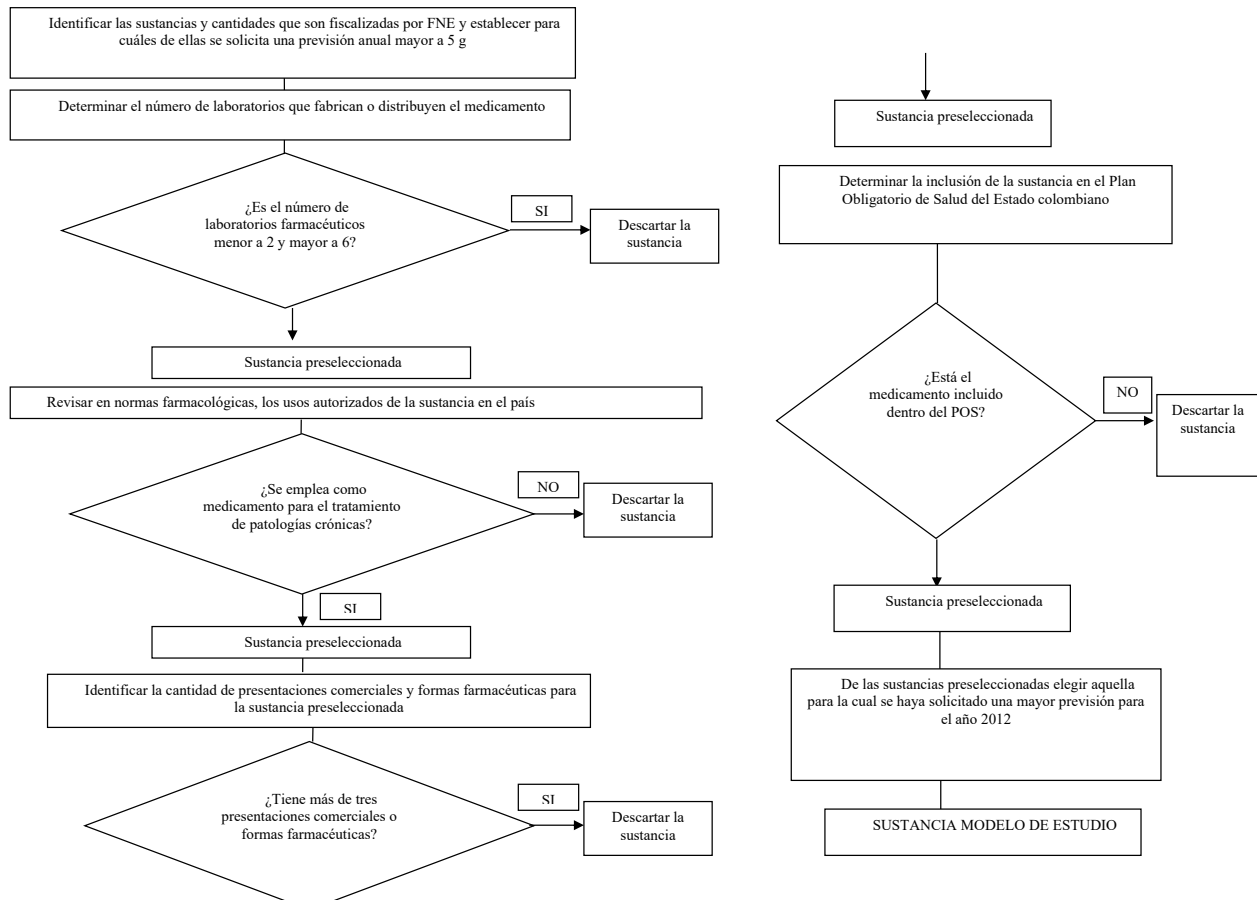 Identificar las sustancias y cantidades que son fiscalizadas por FNE y establecer para
cuáles de ellas se solicita una previsión anual mayor a 5 g
Determinar el número de laboratorios que fabrican o distribuyen el medicamento
¿Es el número de
laboratorios farmacéuticos
menor a 2 y mayor a 6?
SI
Descartar la
sustancia
Sustancia preseleccionada
Revisar en normas farmacológicas, los usos autorizados de la sustancia en el país
¿Se emplea como
medicamento para el tratamiento
de patologías crónicas?
NO
Descartar la
sustancia
SI
Sustancia preseleccionada
Identificar la cantidad de presentaciones comerciales y formas farmacéuticas para
la sustancia preseleccionada
¿Tiene más de tres
presentaciones comerciales o
formas farmacéuticas?
SI
Descartar la
sustancia
Sustancia preseleccionada
Determinar la inclusión de la sustancia en el Plan
Obligatorio de Salud del Estado colombiano
¿Está el
medicamento incluido
dentro del POS?
NO
Descartar la
sustancia
Sustancia preseleccionada
De las sustancias preseleccionadas elegir aquella
para la cual se haya solicitado una mayor previsión para
el año 2012
SUSTANCIA MODELO DE ESTUDIO